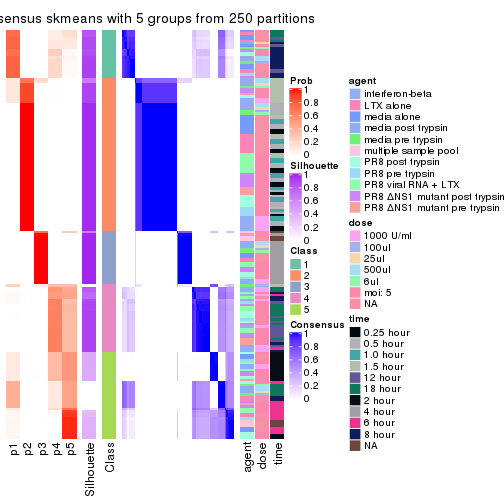 sensus skmeans with 5 groups from 250 partitions
Prob
1
0.8
0.6
0.4
0.2
0
Silhouette
1
0.8
0.6
0.4
0.2
0
Class
1
2
3
4
5
Consensus
1
0.8
0.6
0.4
0.2
0
agent
interferon-beta
LTX alone
media alone
media post trypsin
media pre trypsin
multiple sample pool
PR8 post trypsin
PR8 pre trypsin
PR8 viral RNA + LTX
PR8 ΔNS1 mutant post trypsin
PR8 ΔNS1 mutant pre trypsin
dose
1000 U/ml
100ul
25ul
500ul
6ul
moi: 5
NA
time
0.25 hour
0.5 hour
1.0 hour
1.5 hour
12 hour
18 hour
2 hour
4 hour
6 hour
8 hour
NA
p1
p2
p3
p4
p5
Silhouette
Class
agent
dose
time